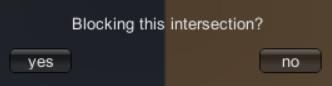 Blocking this intersection?
yes
no